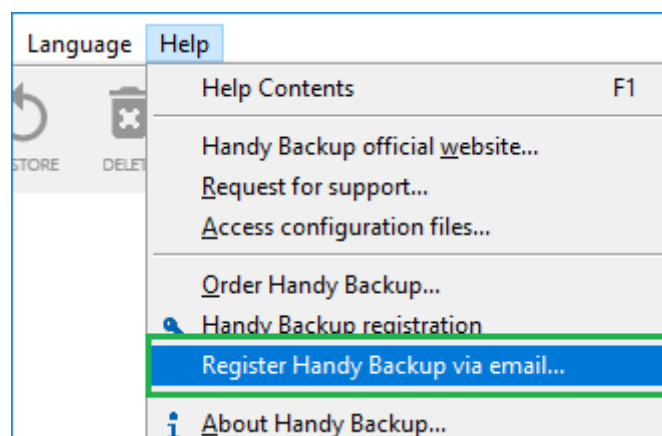 Language Help
STORE DELET
Help Contents F1
Handy Backup official website...
Request for support...
Access configuration files...
Order Handy Backup...
Handy Backup registration
Register Handy Backup via email...
About Handy Backup...